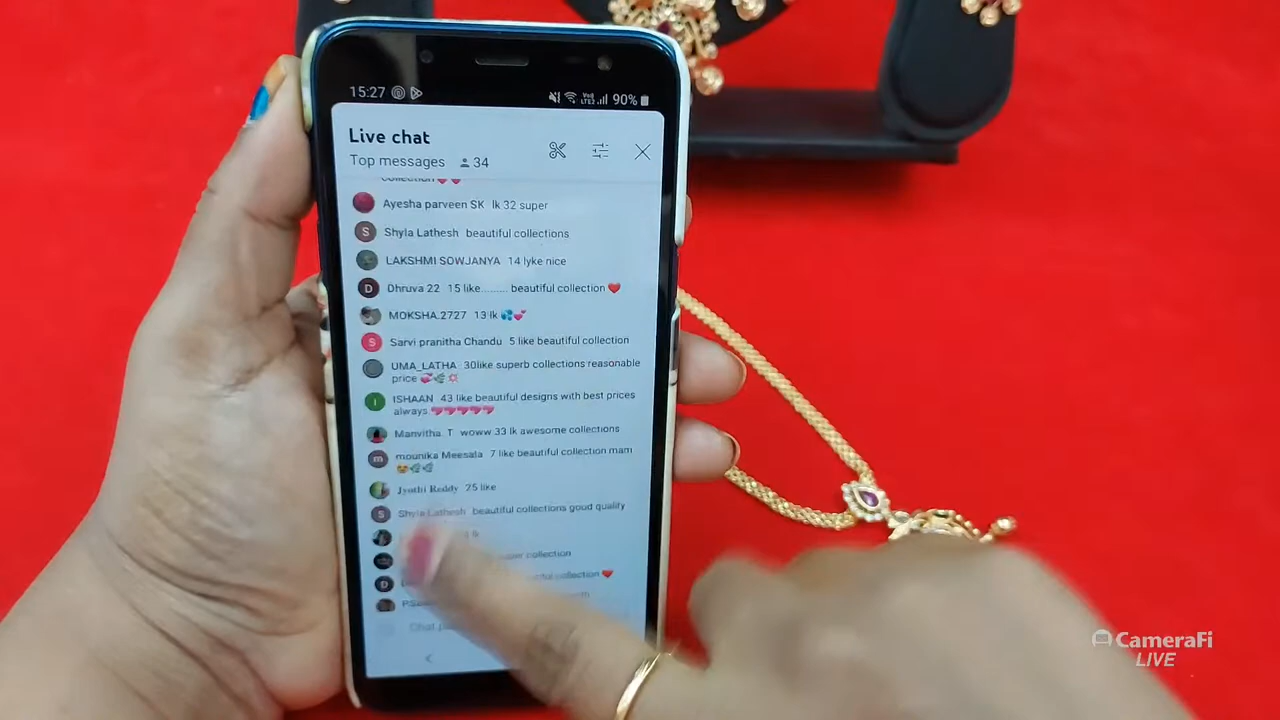 15:27 90%
Live chat
Top messages 34
collection ❤️❤️
Ayesha parveen SK lk 32 super
Shyla Lathesh beautiful collections
LAKSHMI SOWJANYA 14 lyke nice
Dhruva 22 15 like......... beautiful collection ❤️
MOKSHA.2727 13 lk 💦💕
Sarvi pranitha Chandu 5 like beautiful collection
UMA_LATHA 30like superb collections reasonable
price 💞🌿💥
ISHAAN 43 like beautiful designs with best prices
always 💖💖💖💖💖
Manvitha. T woww 33 lk awesome collections
mounika Meesala 7 like beautiful collection mam
😍🌿🌿
Jyothi Reddy 25 like
Shyla Lathesh beautiful collections goud quality
lk
collection
collection ❤️
CameraFi
LIVE